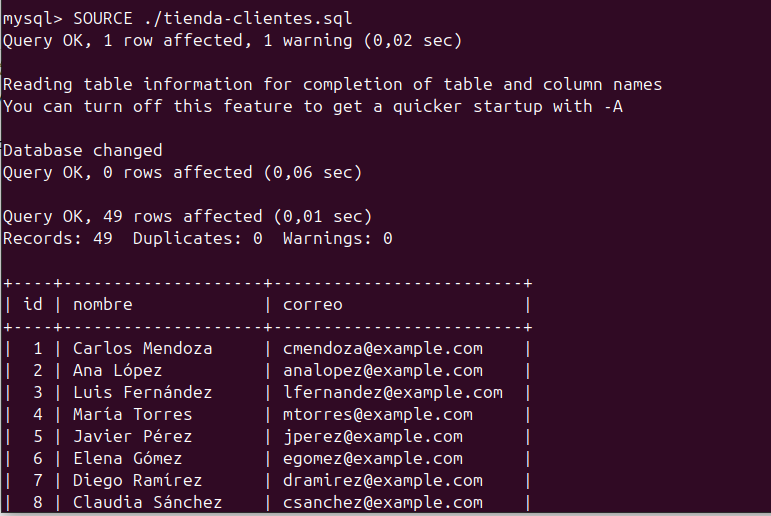 mysql> SOURCE ./tienda-clientes.sql
Query OK, 1 row affected, 1 warning (0,02 sec)
Reading table information for completion of table and column names
You can turn off this feature to get a quicker startup with -A
Database changed
Query OK, 0 rows affected (0,06 sec)
Query OK, 49 rows affected (0,01 sec)
Records: 49  Duplicates: 0  Warnings: 0
+----+--------------------+-------------------------+
| id | nombre             | correo                  |
+----+--------------------+-------------------------+
|  1 | Carlos Mendoza     | cmendoza@example.com    |
|  2 | Ana López          | analopez@example.com    |
|  3 | Luis Fernández     | lfernandez@example.com  |
|  4 | María Torres       | mtorres@example.com     |
|  5 | Javier Pérez       | jperez@example.com      |
|  6 | Elena Gómez        | egomez@example.com      |
|  7 | Diego Ramírez      | dramirez@example.com    |
|  8 | Claudia Sánchez    | csanchez@example.com    |